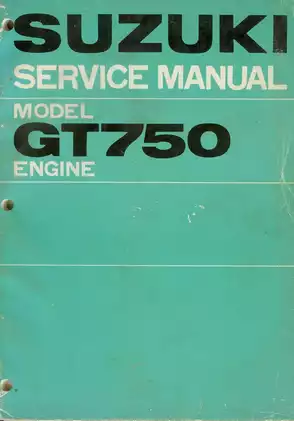 SUZUKI
SERVICE MANUAL
MODEL
GT750
ENGINE